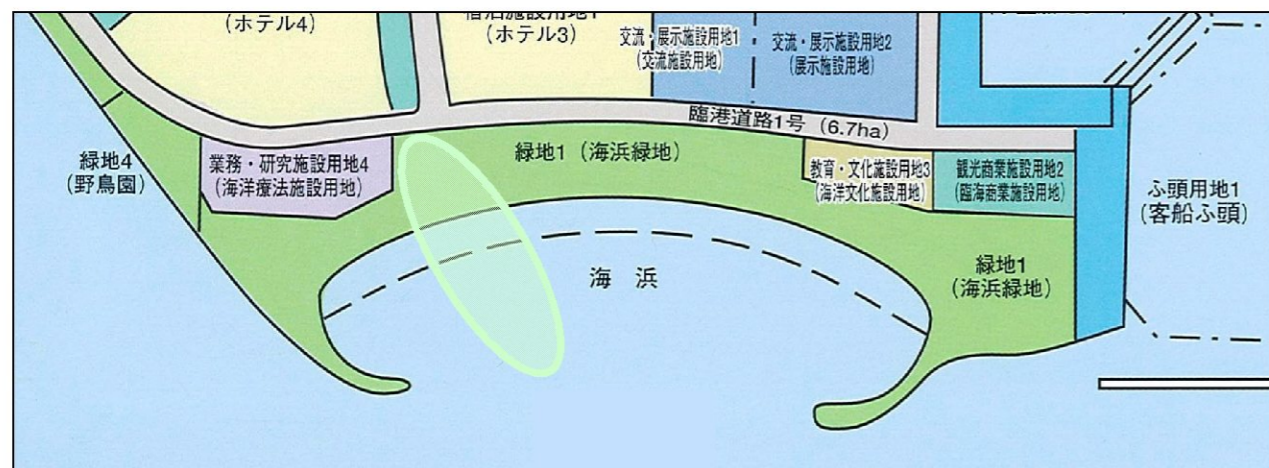 (ホテル4)
(ホテル3)
交流・展示施設用地1
(交流施設用地)
交流・展示施設用地2
(展示施設用地)
臨港道路1号(6.7ha)
緑地4
(野鳥園)
業務・研究施設用地4
(海洋療法施設用地)
緑地1(海浜緑地)
教育・文化施設用地3
(海洋文化施設用地)
観光商業施設用地2
(臨海商業施設用地)
ふ頭用地1
(客船ふ頭)
緑地1
(海浜緑地)
海 浜